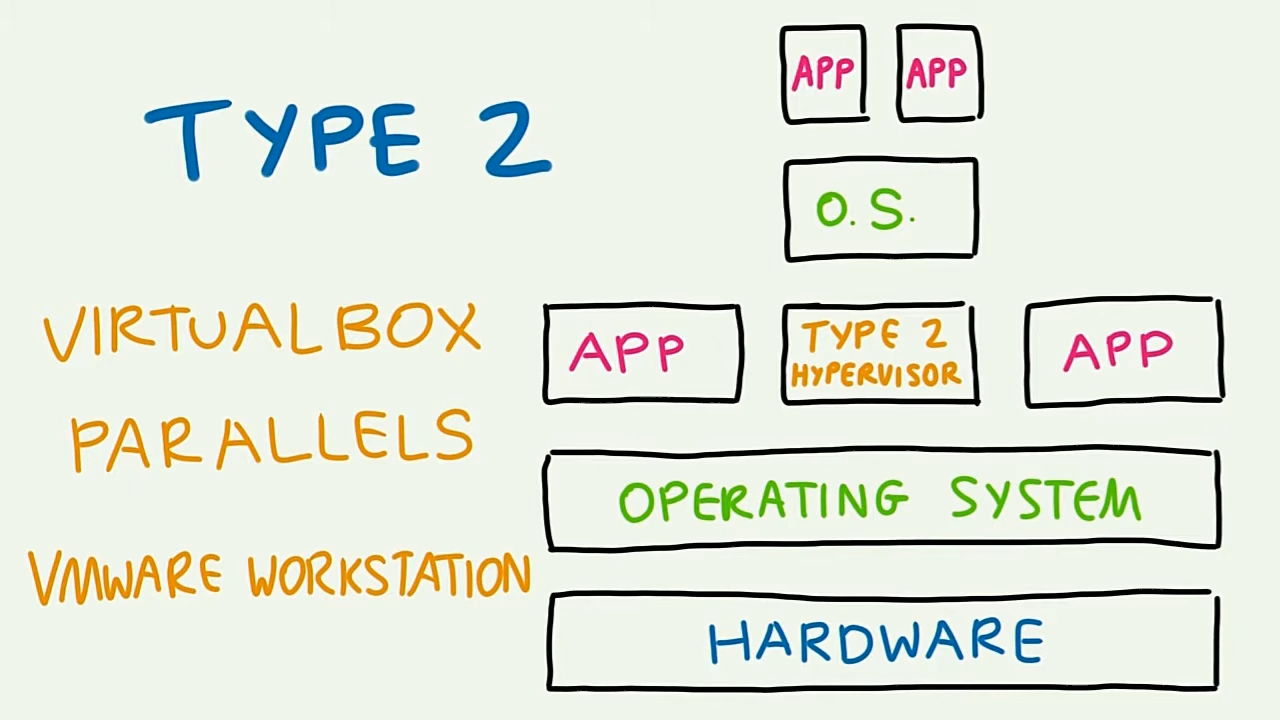 TYPE 2
VIRTUALBOX
PARALLELS
VMWARE WORKSTATION
APP APP
O.S.
APP
TYPE 2
HYPERVISOR
APP
OPERATING SYSTEM
HARDWARE